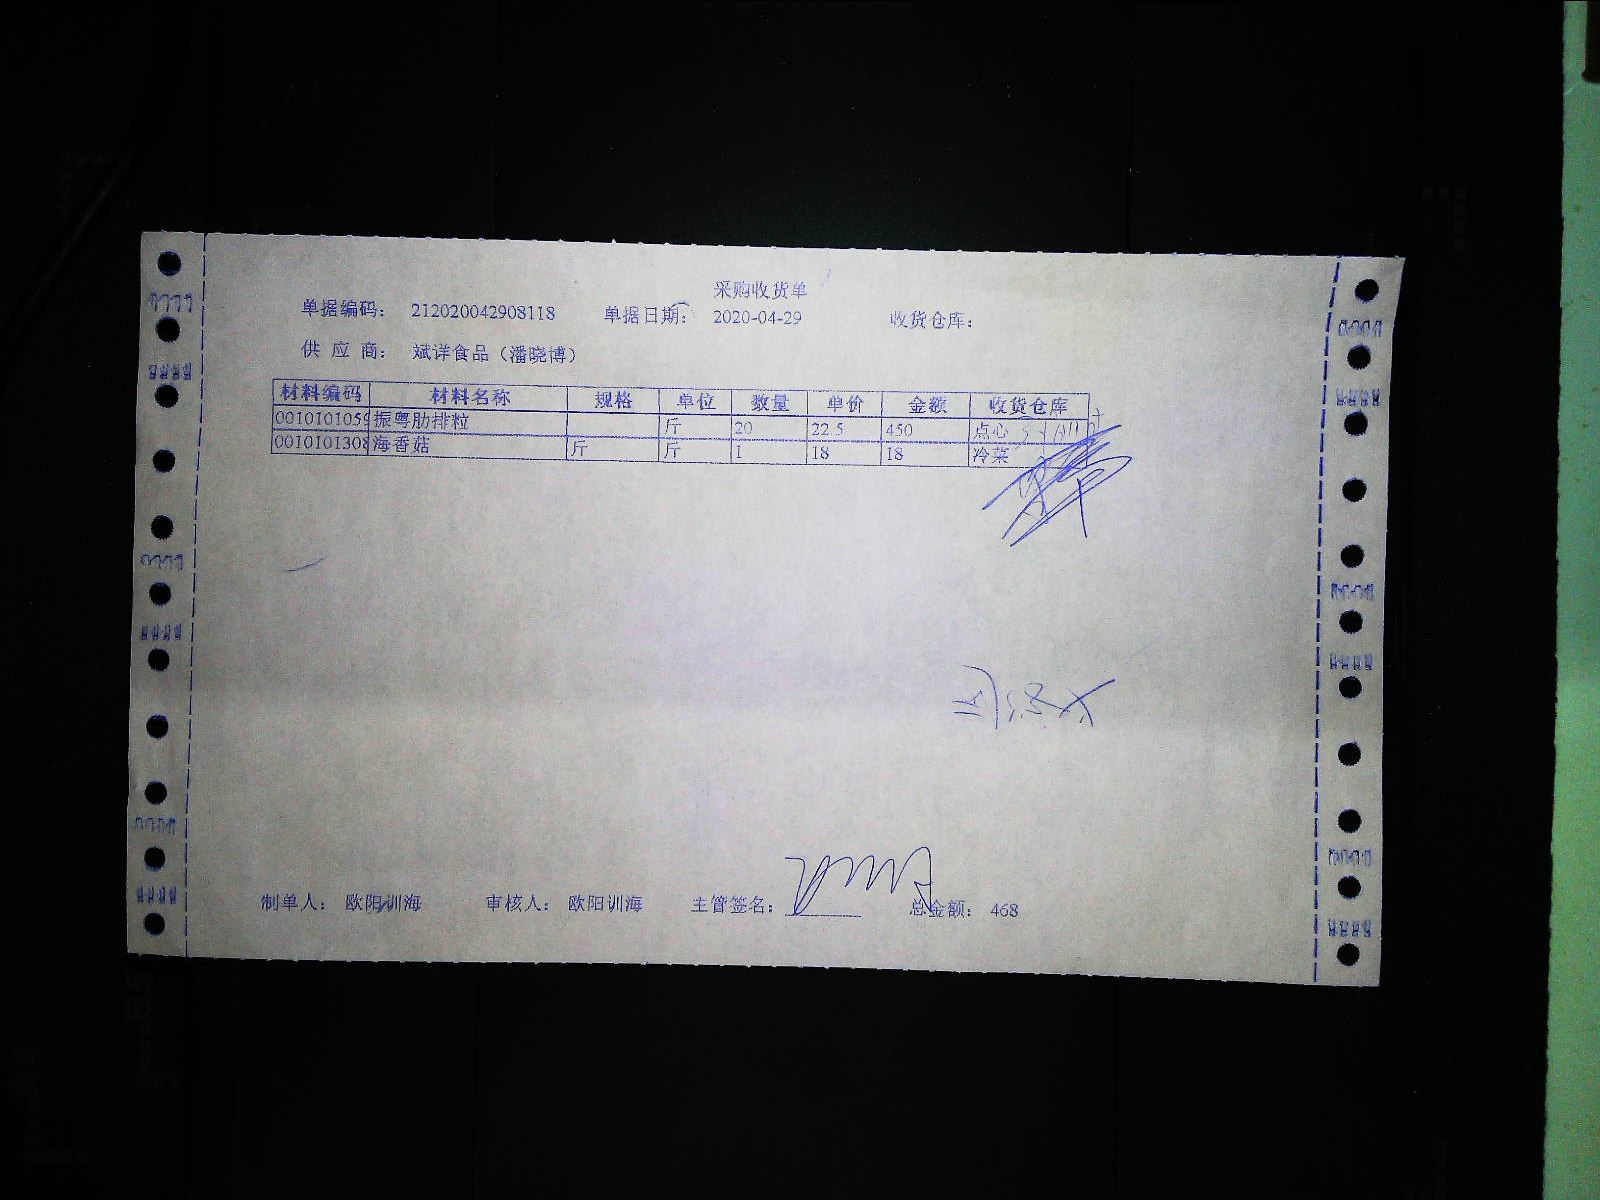 采购收货单
单据编码： 212020042908118 单据日期： 2020-04-29 收货仓库：
供 应 商： 斌详食品（潘晓博）
材料编码 材料名称 规格 单位 数量 单价 金额 收货仓库
0010101059 振粤肋排粒 斤 20 22.5 450 点心
0010101308 海香菇 斤 斤 1 18 18 冷菜
制单人： 欧阳训海 审核人： 欧阳训海 主管签名： 总金额： 468